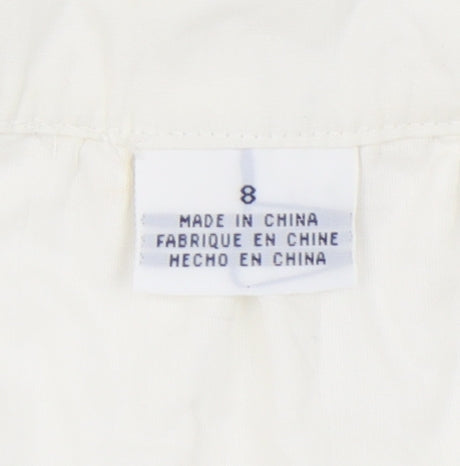 8
MADE IN CHINA
FABRIQUE EN CHINE
HECHO EN CHINA